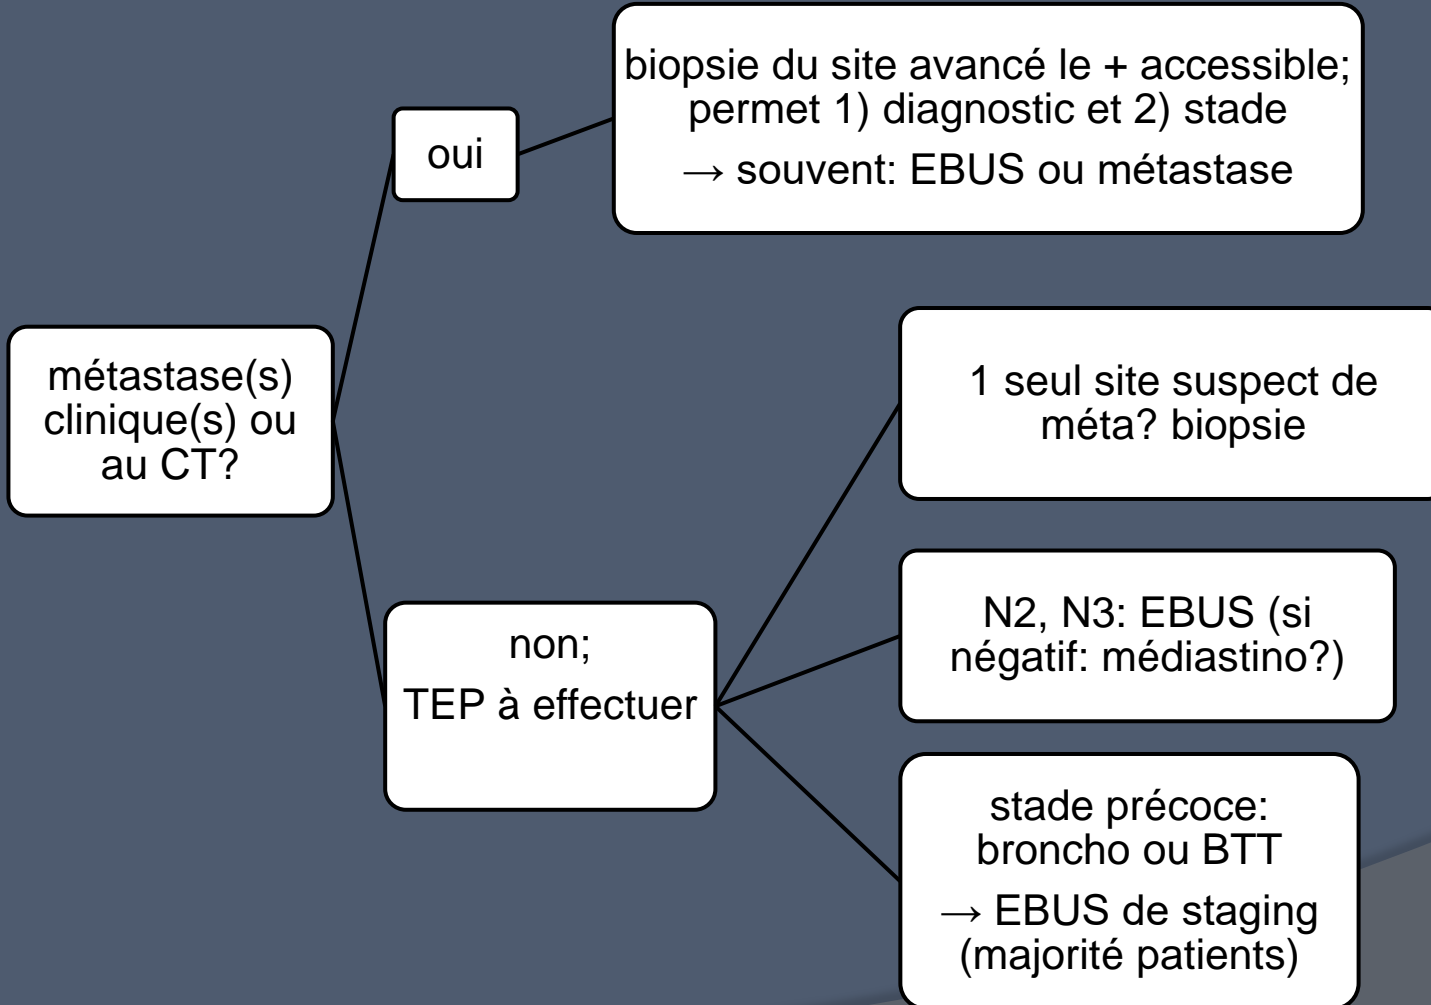 métastase(s)
clinique(s) ou
au CT?
oui
biopsie du site avancé le + accessible;
permet 1) diagnostic et 2) stade
→ souvent: EBUS ou métastase
non;
TEP à effectuer
1 seul site suspect de
méta? biopsie
N2, N3: EBUS (si
négatif: médiastino?)
stade précoce:
broncho ou BTT
→ EBUS de staging
(majorité patients)